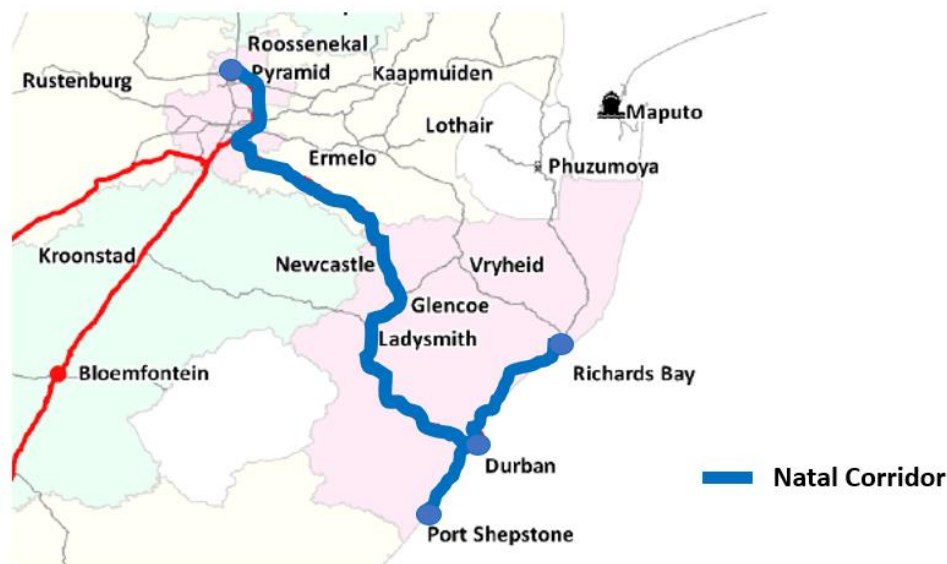 Roossenekal
Pyramid
Rustenburg
Kaapmuiden
Maputo
Lothair
Ermelo
Phuzumoya
Kroonstad
Newcastle
Vryheid
Glencoe
Ladysmith
Bloemfontein
Richards Bay
Durban
Natal Corridor
Port Shepstone